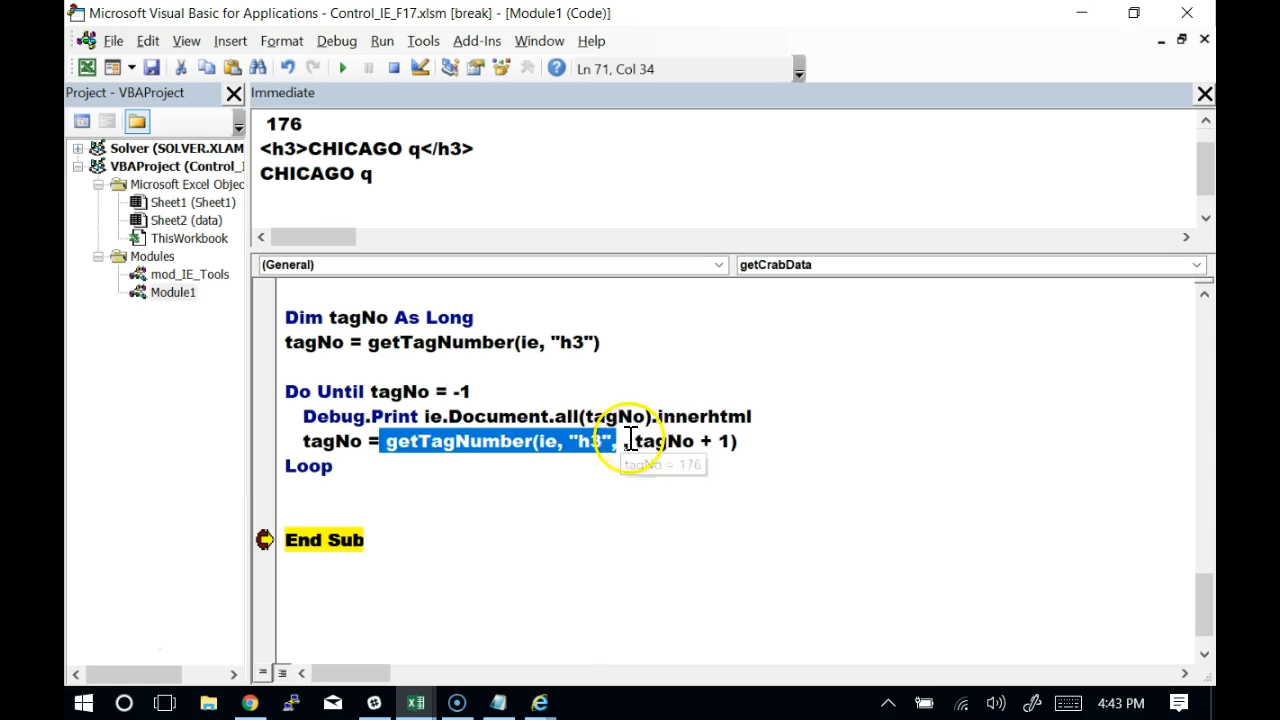 Microsoft Visual Basic for Applications - Control_IE_F17.xlsm [break] - [Module1 (Code)]
File Edit View Insert Format Debug Run Tools Add-Ins Window Help
Ln 71, Col 34
Project - VBAProject
Immediate
176
<h3>CHICAGO q</h3>
CHICAGO q
Solver (SOLVER.XLAM
VBAProject (Control_I
Microsoft Excel Objec
Sheet1 (Sheet1)
Sheet2 (data)
ThisWorkbook
Modules
mod_IE_Tools
Module1
(General) getCrabData
Dim tagNo As Long
tagNo = getTagNumber(ie, "h3")
Do Until tagNo = -1
Debug.Print ie.Document.all(tagNo).innerhtml
tagNo = getTagNumber(ie, "h3", , tagNo + 1)
tagNo = 176
Loop
End Sub
4:43 PM